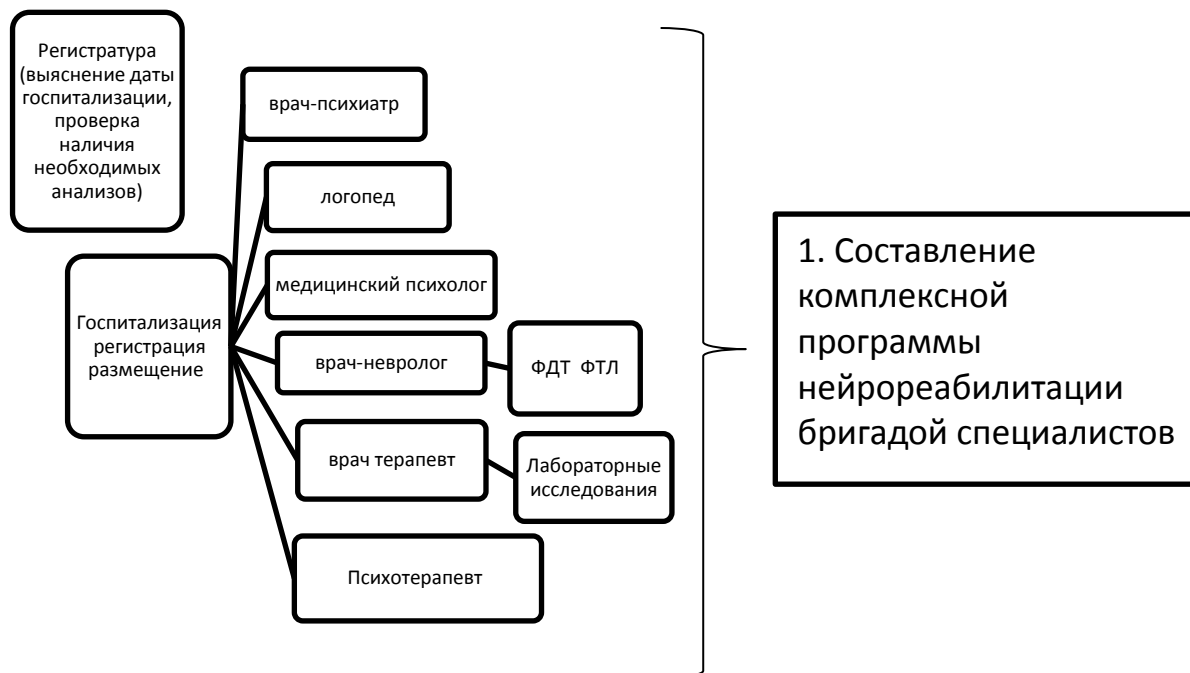 Регистратура
(выяснение даты
госпитализации,
проверка
наличия
необходимых
анализов)
Госпитализация
регистрация
размещение
врач-психиатр
логопед
медицинский психолог
врач-невролог
ФДТ ФТЛ
врач терапевт
Лабораторные
исследования
Психотерапевт
1. Составление
комплексной
программы
нейрореабилитации
бригадой специалистов